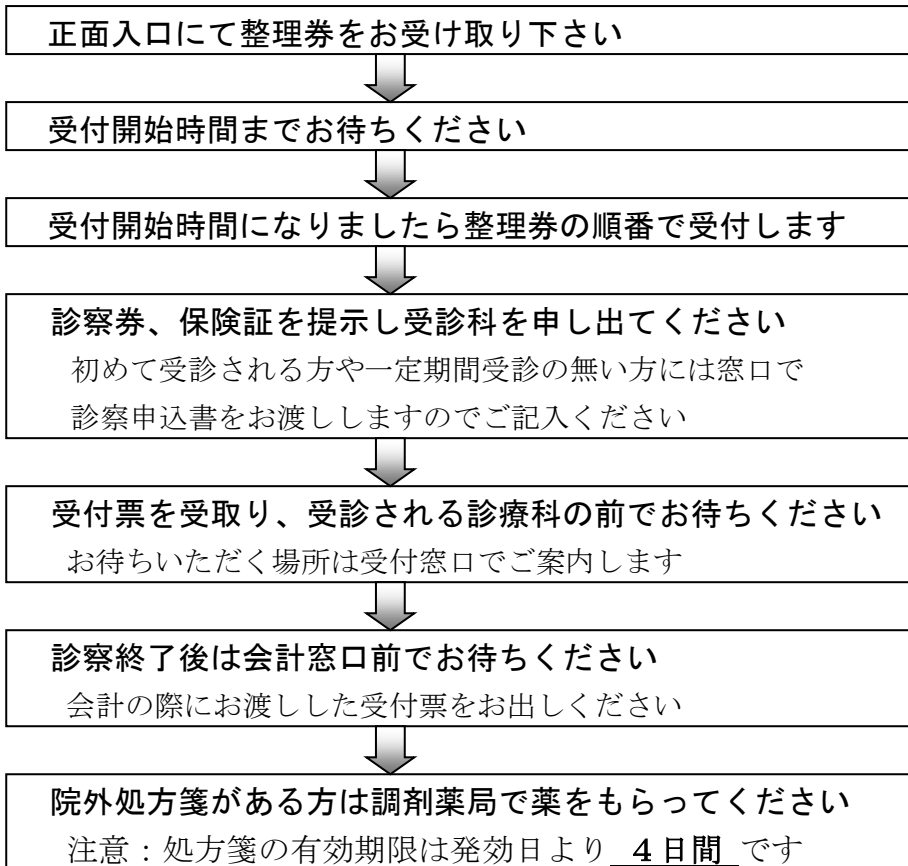 正面入口にて整理券をお受け取り下さい
受付開始時間までお待ちください
受付開始時間になりましたら整理券の順番で受付します
診察券、保険証を提示し受診科を申し出てください
初めて受診される方や一定期間受診の無い方には窓口で
診察申込書をお渡ししますのでご記入ください
受付票を受取り、受診される診療科の前でお待ちください
お待ちいただく場所は受付窓口でご案内します
診察終了後は会計窓口前でお待ちください
会計の際にお渡しした受付票をお出しください
院外処方箋がある方は調剤薬局で薬をもらってください
注意：処方箋の有効期限は発効日より ４日間 です